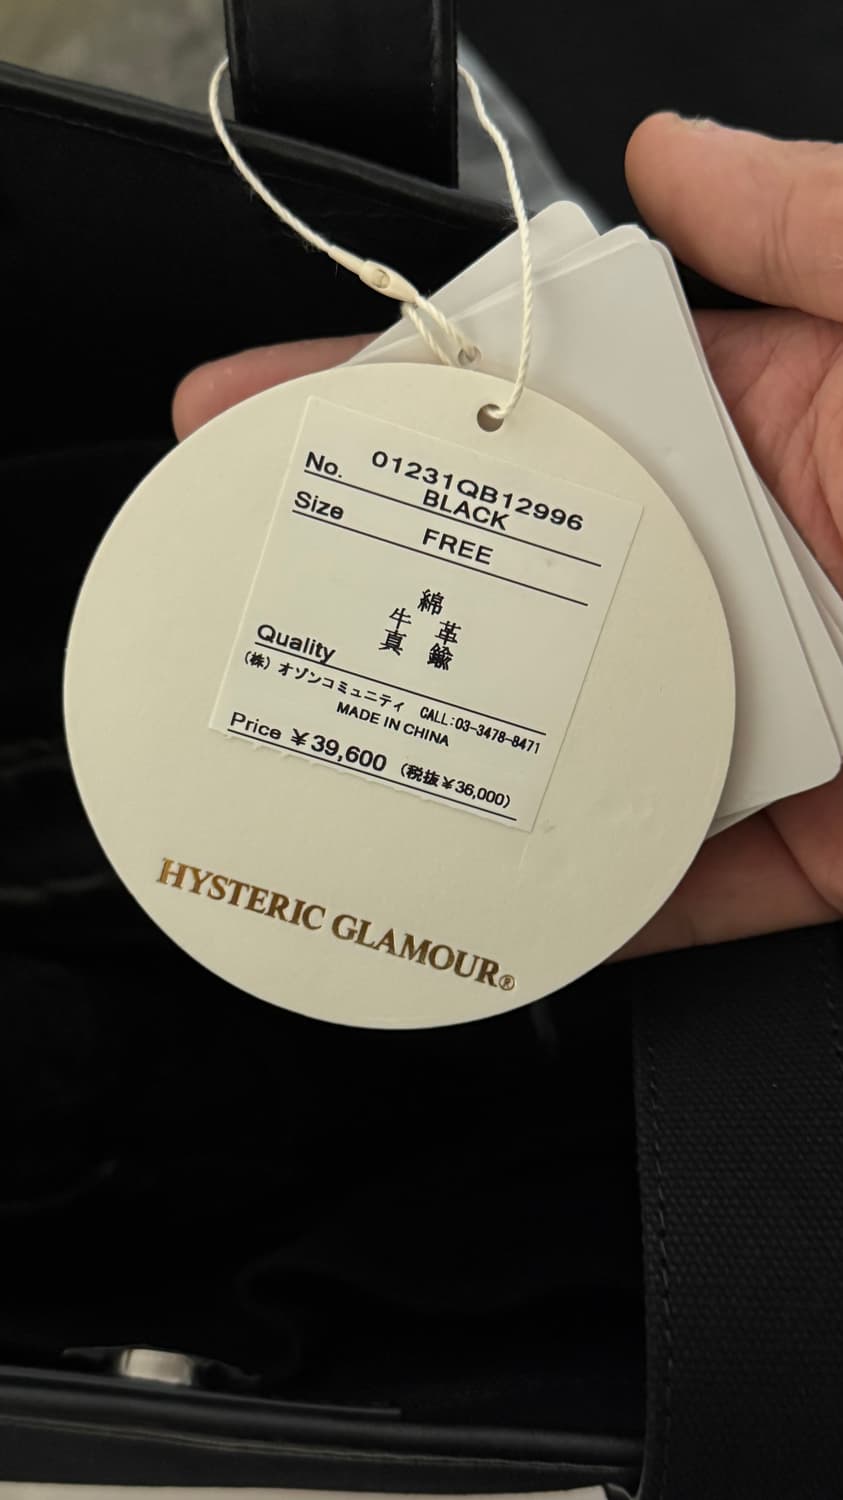 No. 01231QB12996
BLACK
Size FREE
綿
牛 革
真 鍮
Quality
(株) オゾンコミュニティ CALL:03-3478-8471
MADE IN CHINA
Price ¥39,600 (税抜¥36,000)
HYSTERIC GLAMOUR®